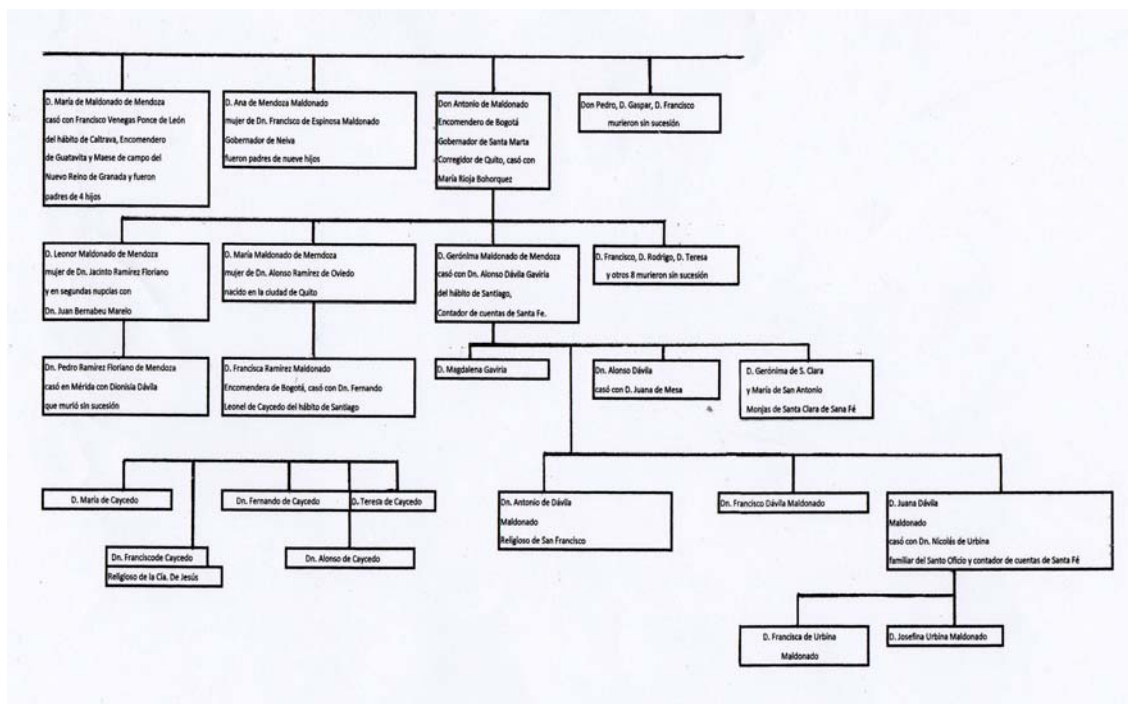 D. María de Maldonado de Mendoza
casó con Francisco Venegas Ponce de León
del hábito de Caltrava, Encomendero
de Guatavita y Maese de campo del
Nuevo Reino de Granada y fueron
padres de 4 hijos
D. Ana de Mendoza Maldonado
mujer de Dn. Francisco de Espinosa Maldonado
Gobernador de Neiva
fueron padres de nueve hijos
Don Antonio de Maldonado
Encomendero de Bogotá
Gobernador de Santa Marta
Corregidor de Quito, casó con
María Rioja Bohorquez
Don Pedro, D. Gaspar, D. Francisco
murieron sin sucesión
D. Leonor Maldonado de Mendoza
mujer de Dn. Jacinto Ramírez Floriano
y en segundas nupcias con
Dn. Juan Bernabeu Marelo
D. María Maldonado de Merndoza
mujer de Dn. Alonso Ramírez de Oviedo
nacido en la ciudad de Quito
D. Gerónima Maldonado de Mendoza
casó con Dn. Alonso Dávila Gaviria
del hábito de Santiago,
Contador de cuentas de Santa Fe.
D. Francisco, D. Rodrigo, D. Teresa
y otros 8 murieron sin sucesión
Dn. Pedro Ramírez Floriano de Mendoza
casó en Mérida con Dionisia Dávila
que murió sin sucesión
D. Francisca Ramírez Maldonado
Encomendera de Bogotá, casó con Dn. Fernando
Leonel de Caycedo del hábito de Santiago
D. Magdalena Gaviria
Dn. Alonso Dávila
casó con D. Juana de Mesa
D. Gerónima de S. Clara
y María de San Antonio
Monjas de Santa Clara de Sana Fé
D. María de Caycedo
Dn. Fernando de Caycedo
D. Teresa de Caycedo
Dn. Antonio de Dávila
Maldonado
Religioso de San Francisco
Dn. Francisco Dávila Maldonado
D. Juana Dávila
Maldonado
casó con Dn. Nicolás de Urbina
familiar del Santo Oficio y contador de cuentas de Santa Fé
Dn. Franciscode Caycedo
Religioso de la Cía. De Jesús
Dn. Alonso de Caycedo
D. Francisca de Urbina
Maldonado
D. Josefina Urbina Maldonado